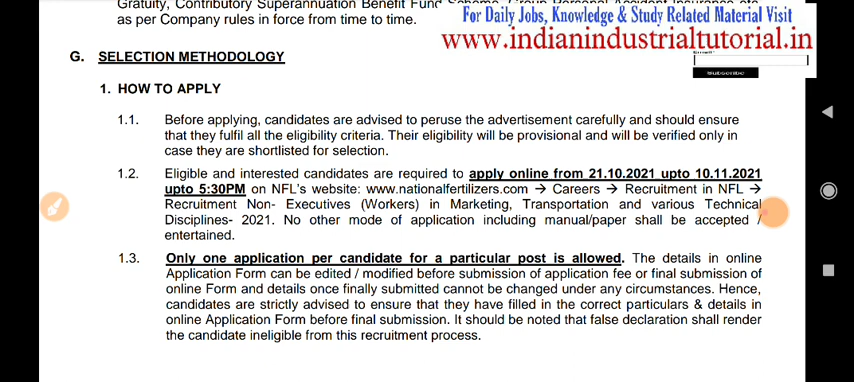 Gratuity, Contributory Superannuation Benefit Fund
as per Company rules in force from time to time.
For Daily Jobs, Knowledge & Study Related Material Visit
www.indianindustrialtutorial.in
Subscribe
G. SELECTION METHODOLOGY
1. HOW TO APPLY
1.1. Before applying, candidates are advised to peruse the advertisement carefully and should ensure
that they fulfil all the eligibility criteria. Their eligibility will be provisional and will be verified only in
case they are shortlisted for selection.
1.2. Eligible and interested candidates are required to apply online from 21.10.2021 upto 10.11.2021
upto 5:30PM on NFL's website: www.nationalfertilizers.com → Careers → Recruitment in NFL →
Recruitment Non- Executives (Workers) in Marketing, Transportation and various Technical
Disciplines- 2021. No other mode of application including manual/paper shall be accepted /
entertained.
1.3. Only one application per candidate for a particular post is allowed. The details in online
Application Form can be edited / modified before submission of application fee or final submission of
online Form and details once finally submitted cannot be changed under any circumstances. Hence,
candidates are strictly advised to ensure that they have filled in the correct particulars & details in
online Application Form before final submission. It should be noted that false declaration shall render
the candidate ineligible from this recruitment process.